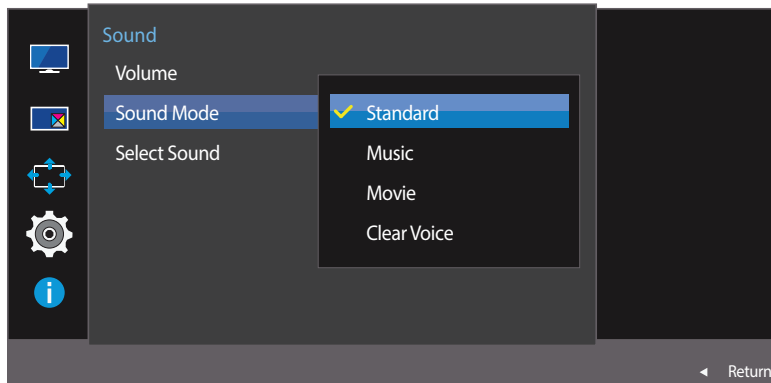 Sound
Volume
Sound Mode
Select Sound
Standard
Music
Movie
Clear Voice
i
Return